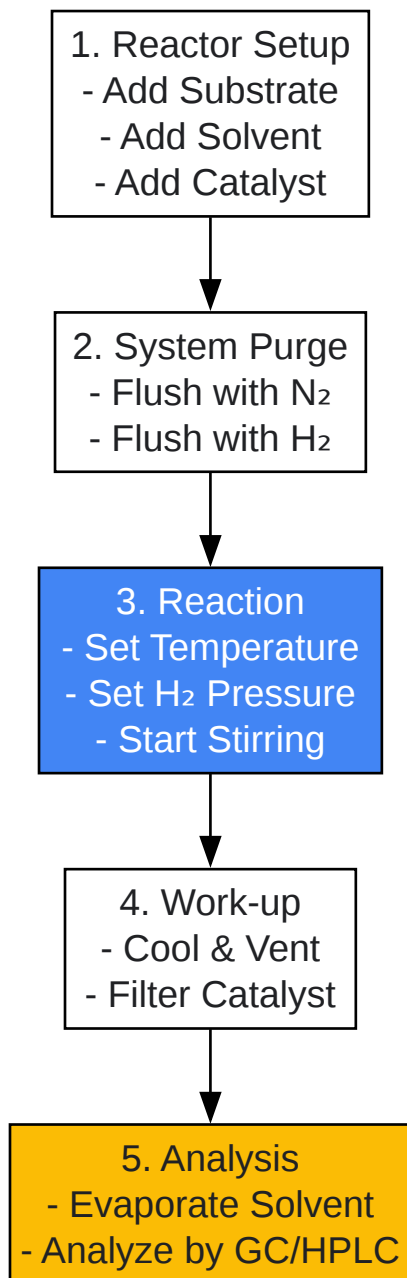 1. Reactor Setup
- Add Substrate
- Add Solvent
- Add Catalyst
2. System Purge
- Flush with N₂
- Flush with H₂
3. Reaction
- Set Temperature
- Set H₂ Pressure
- Start Stirring
4. Work-up
- Cool & Vent
- Filter Catalyst
5. Analysis
- Evaporate Solvent
- Analyze by GC/HPLC